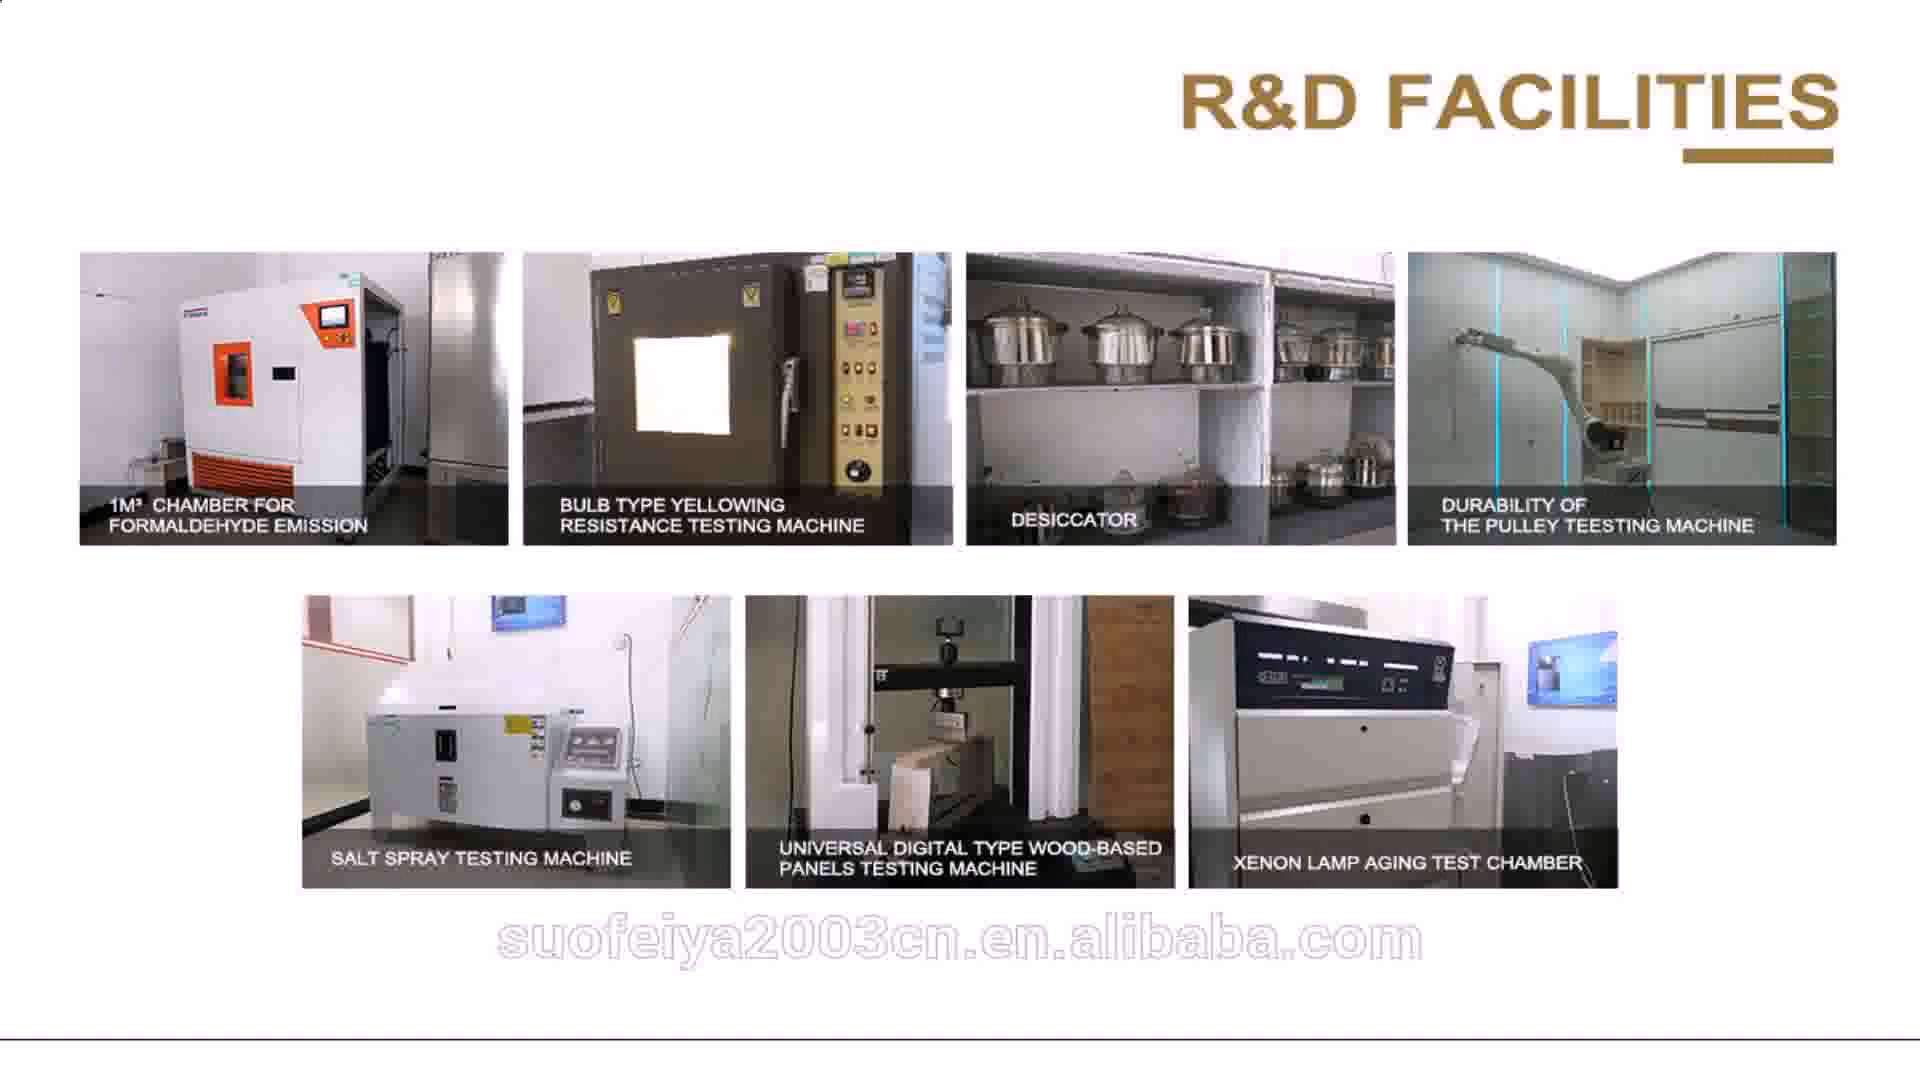 R&D FACILITIES
1M³ CHAMBER FOR
FORMALDEHYDE EMISSION
BULB TYPE YELLOWING
RESISTANCE TESTING MACHINE
DESICCATOR
DURABILITY OF
THE PULLEY TEESTING MACHINE
SALT SPRAY TESTING MACHINE
UNIVERSAL DIGITAL TYPE WOOD-BASED
PANELS TESTING MACHINE
XENON LAMP AGING TEST CHAMBER
suofeiya2003cn.en.alibaba.com